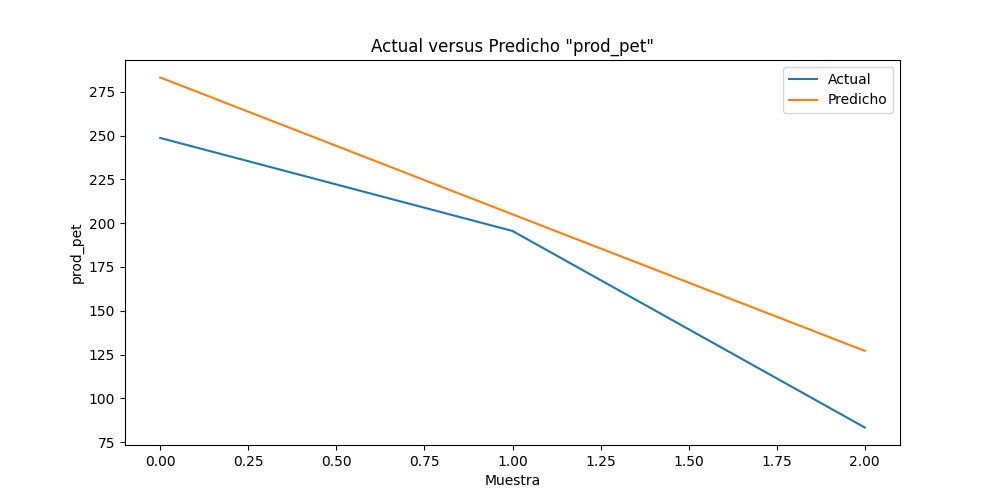 Actual versus Predicho "prod_pet"
Actual
Predicho
prod_pet
275
250
225
200
175
150
125
100
75
0.00 0.25 0.50 0.75 1.00 1.25 1.50 1.75 2.00
Muestra